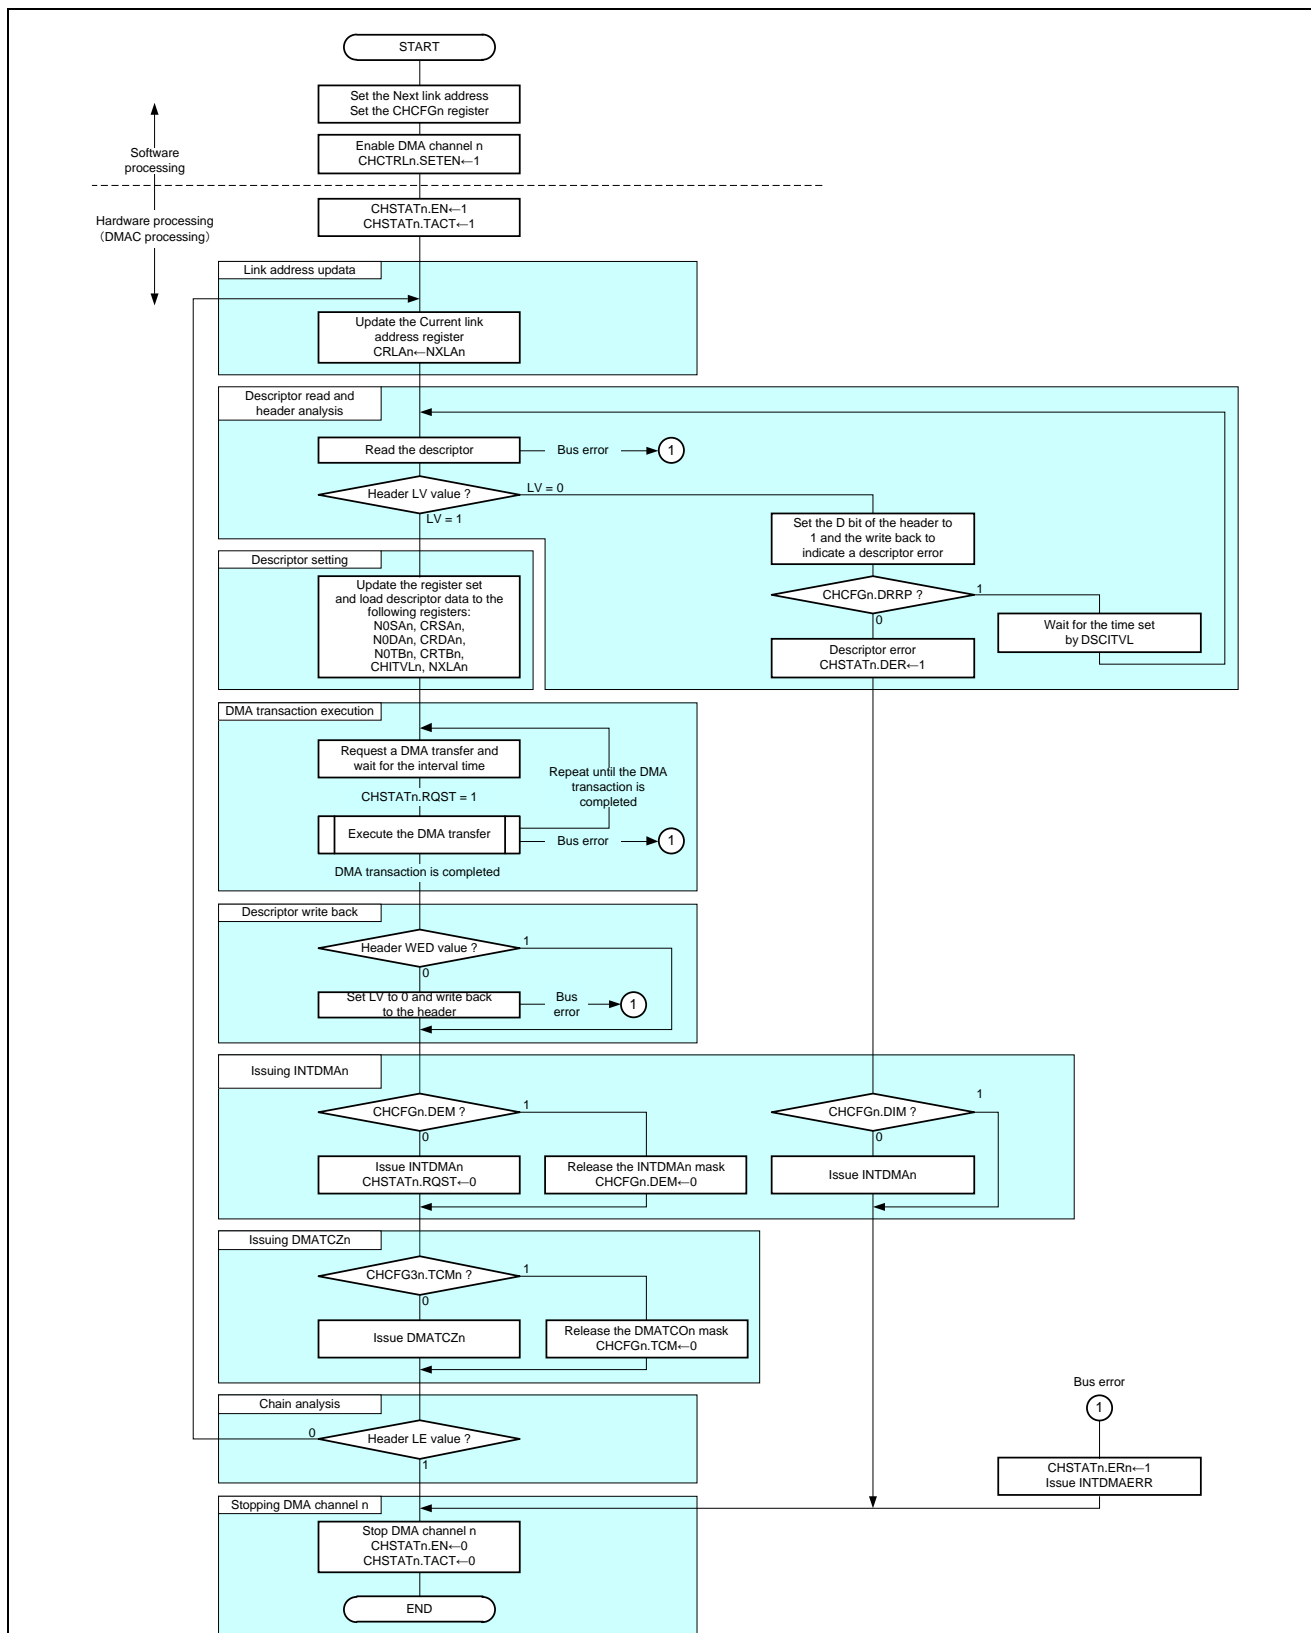 START
Set the Next link address
Set the CHCFGn register
Enable DMA channel n
CHCTRLn.SETEN←1
Software
processing
Hardware processing
(DMAC processing)
CHSTATn.EN←1
CHSTATn.TACT←1
Link address updata
Update the Current link
address register
CRLAn←NXLAn
Descriptor read and
header analysis
Read the descriptor
Bus error
1
Header LV value ?
LV = 0
LV = 1
Set the D bit of the header to
1 and the write back to
indicate a descriptor error
CHCFGn.DRRP ?
1
0
Wait for the time set
by DSCITVL
Descriptor error
CHSTATn.DER←1
Descriptor setting
Update the register set
and load descriptor data to the
following registers:
N0SAn, CRSAn,
N0DAn, CRDAn,
N0TBn, CRTBn,
CHITVLn, NXLAn
DMA transaction execution
Request a DMA transfer and
wait for the interval time
Repeat until the DMA
transaction is
completed
CHSTATn.RQST = 1
Execute the DMA transfer
Bus error
1
DMA transaction is completed
Descriptor write back
Header WED value ?
1
0
Set LV to 0 and write back
to the header
Bus
error
1
Issuing INTDMAn
CHCFGn.DEM ?
1
0
Issue INTDMAn
CHSTATn.RQST←0
Release the INTDMAn mask
CHCFGn.DEM←0
CHCFGn.DIM ?
1
0
Issue INTDMAn
Issuing DMATCZn
CHCFG3n.TCMn ?
1
0
Issue DMATCZn
Release the DMATCOn mask
CHCFGn.TCM←0
Chain analysis
Header LE value ?
0
1
Bus error
1
CHSTATn.ERn←1
Issue INTDMAERR
Stopping DMA channel n
Stop DMA channel n
CHSTATn.EN←0
CHSTATn.TACT←0
END